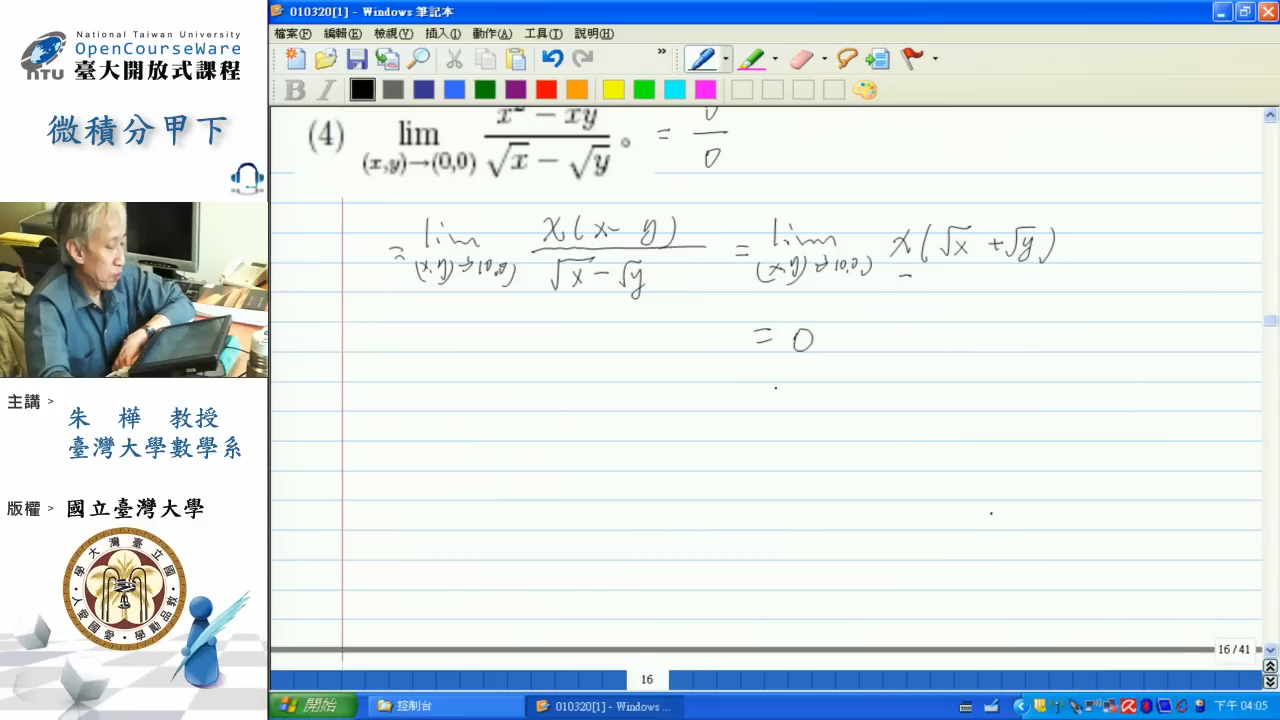 National Taiwan University
OpenCourseWare
NTU 臺大開放式課程
微積分甲下
主講 >
朱 樺 教授
臺灣大學數學系
版權 > 國立臺灣大學
010320[1] - Windows 筆記本
檔案(F) 編輯(E) 檢視(V) 插入(I) 動作(A) 工具(T) 說明(H)
B I
(4) lim (x,y)→(0,0) x² − xy / √x − √y 。 = 0/0
= lim (x,y)→(0,0) x(x−y) / √x − √y = lim (x,y)→(0,0) x(√x + √y)
= 0
16/41
16
開始 控制台 010320[1] - Windows ... 下午 04:05